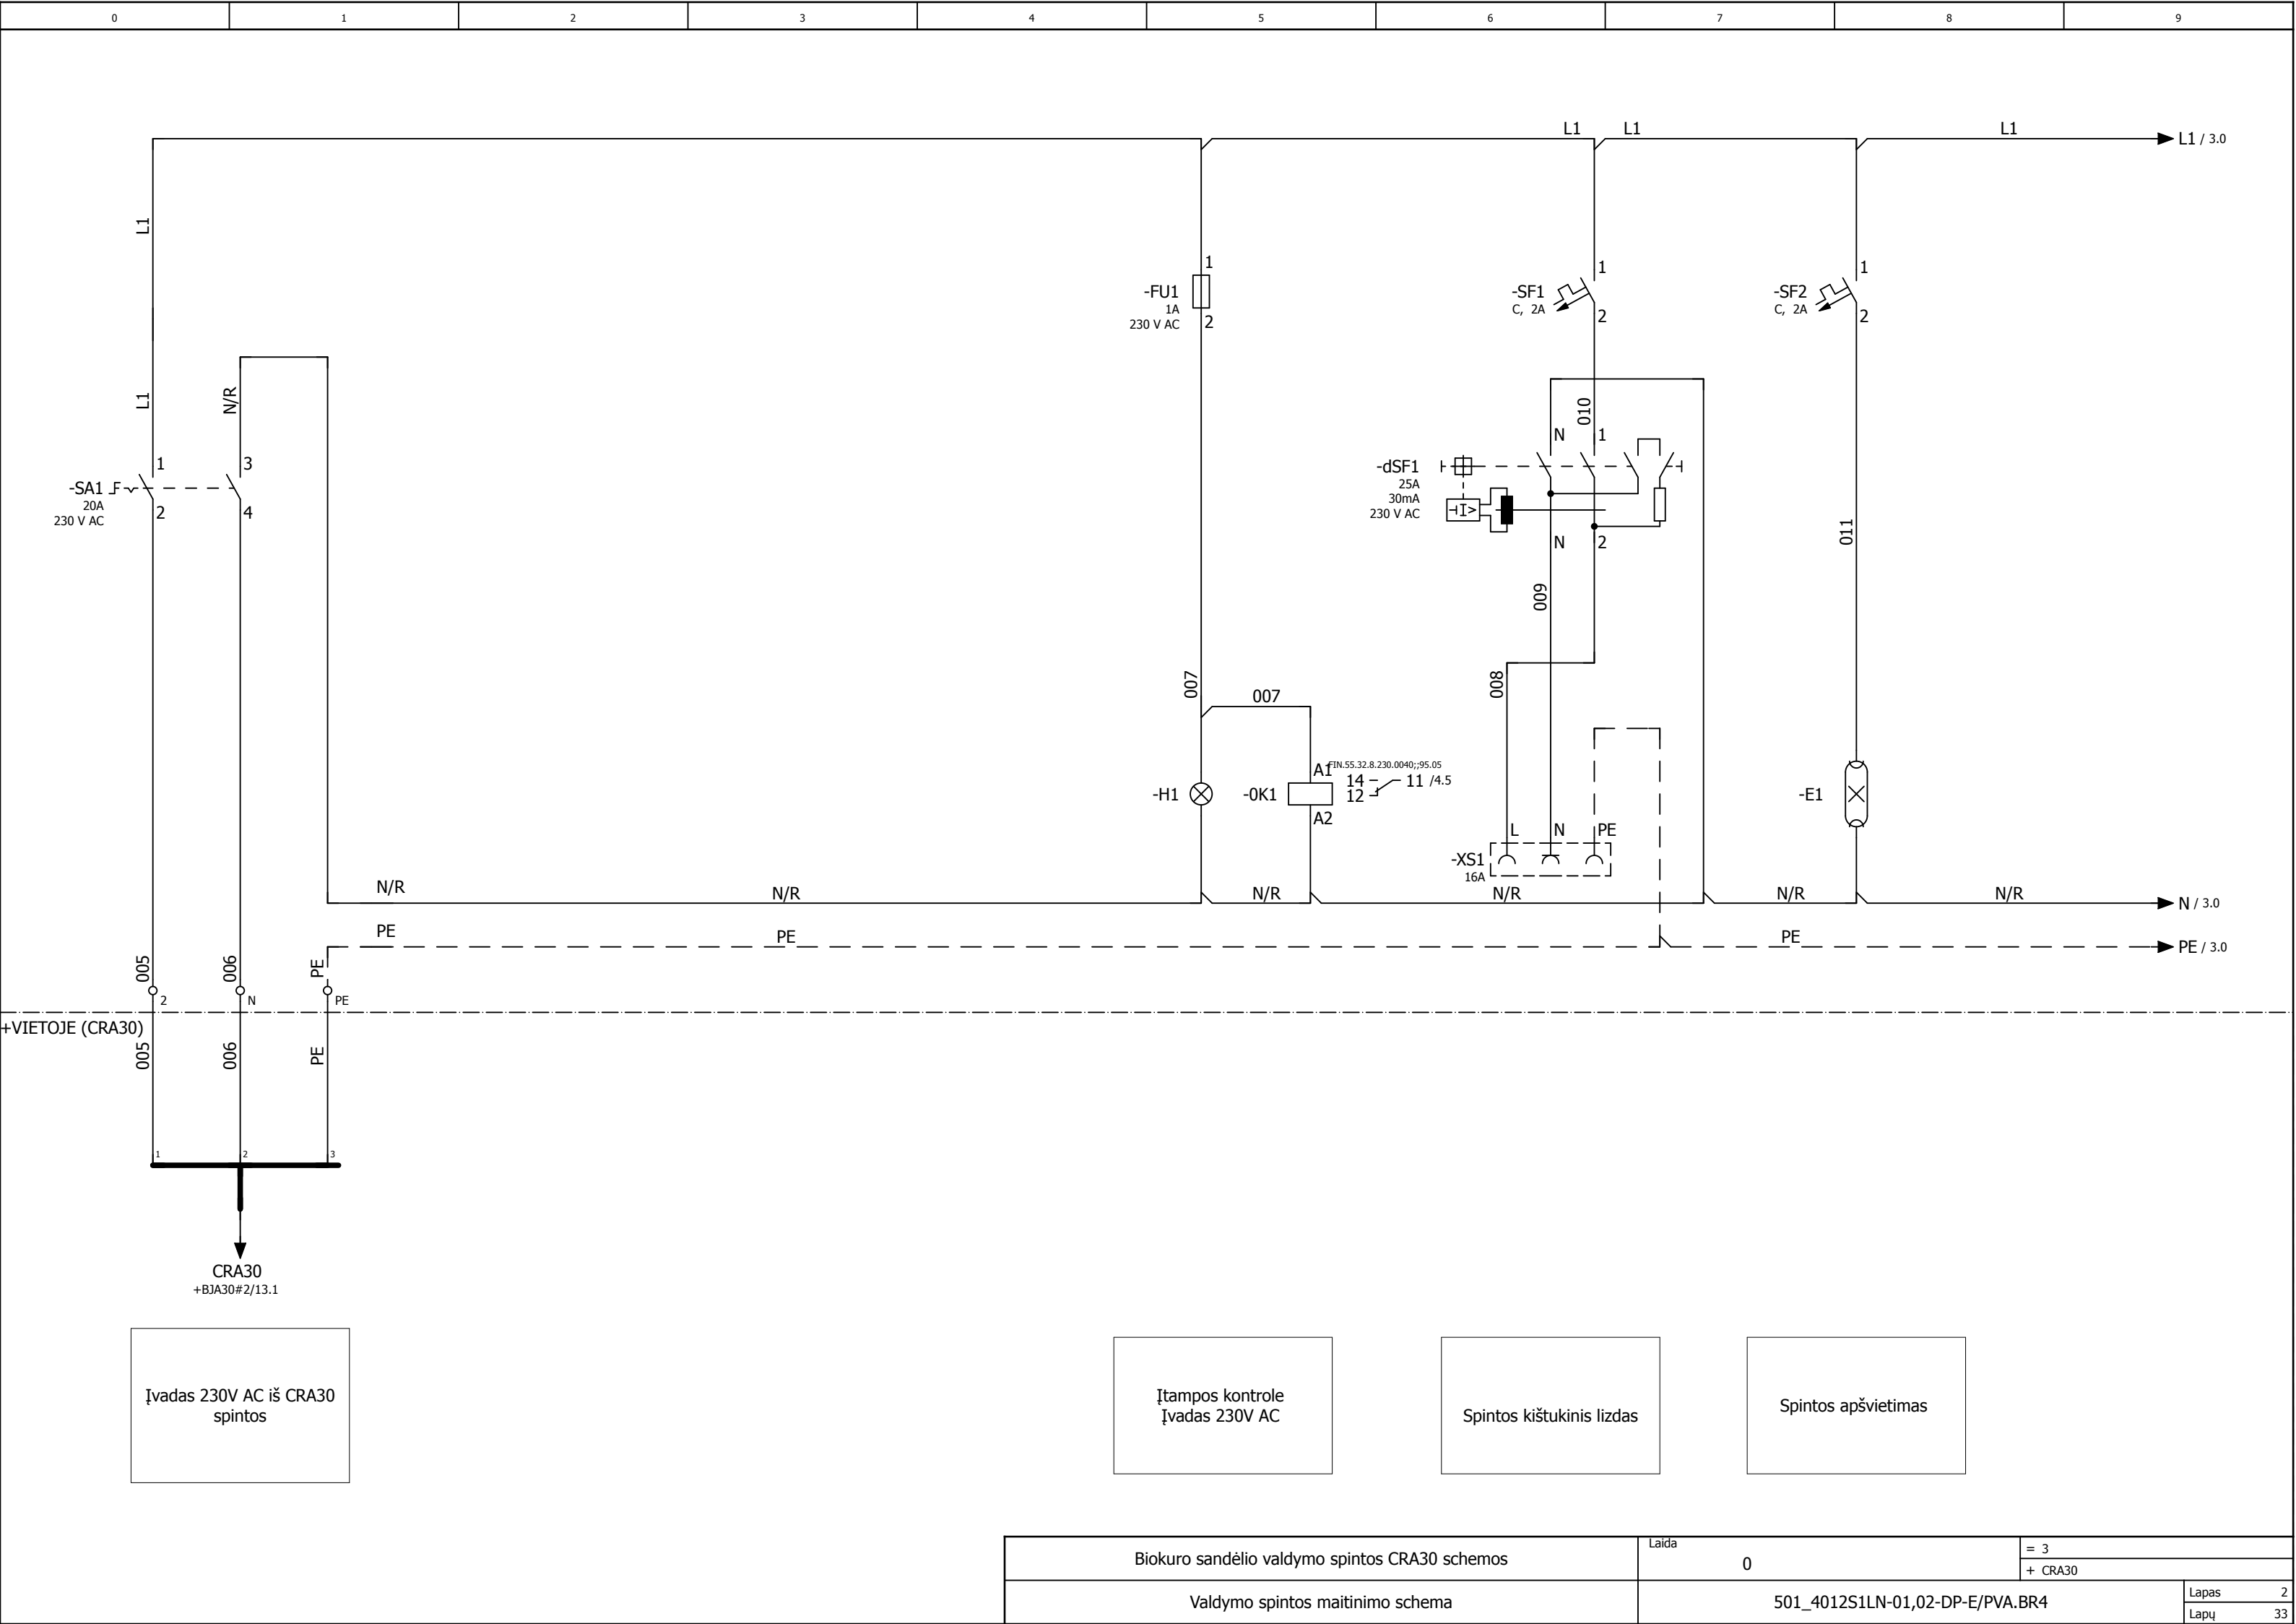 0 1 2 3 4 5 6 7 8 9
L1 L1 L1 L1 / 3.0
L1
1
-FU1
1A
230 V AC
2
1
-SF1
C, 2A
2
1
-SF2
C, 2A
2
L1
N/R
010
N 1
-dSF1
25A
30mA
230 V AC
I>
N 2
1
3
-SA1
20A
230 V AC
2
4
011
009
007
007
008
A1
FIN.55.32.8.230.0040;;95.05
14 11 /4.5
12
-H1
-0K1
A2
-E1
L N PE
-XS1
16A
N/R N/R N/R N/R N/R N/R N / 3.0
PE PE PE PE / 3.0
005 006 PE
2 N PE
+VIETOJE (CRA30)
005 006 PE
1 2 3
CRA30
+BJA30#2/13.1
Įvadas 230V AC iš CRA30
spintos
Įtampos kontrole
Įvadas 230V AC
Spintos kištukinis lizdas
Spintos apšvietimas
Biokuro sandėlio valdymo spintos CRA30 schemos
Laida
0
= 3
+ CRA30
Valdymo spintos maitinimo schema
501_4012S1LN-01,02-DP-E/PVA.BR4
Lapas 2
Lapų 33